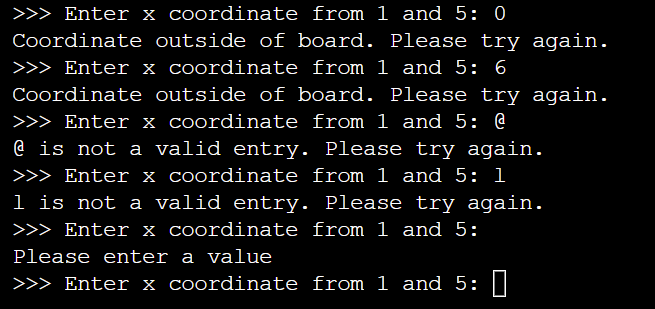 >>> Enter x coordinate from 1 and 5: 0
Coordinate outside of board. Please try again.
>>> Enter x coordinate from 1 and 5: 6
Coordinate outside of board. Please try again.
>>> Enter x coordinate from 1 and 5: @
@ is not a valid entry. Please try again.
>>> Enter x coordinate from 1 and 5: l
l is not a valid entry. Please try again.
>>> Enter x coordinate from 1 and 5:
Please enter a value
>>> Enter x coordinate from 1 and 5: